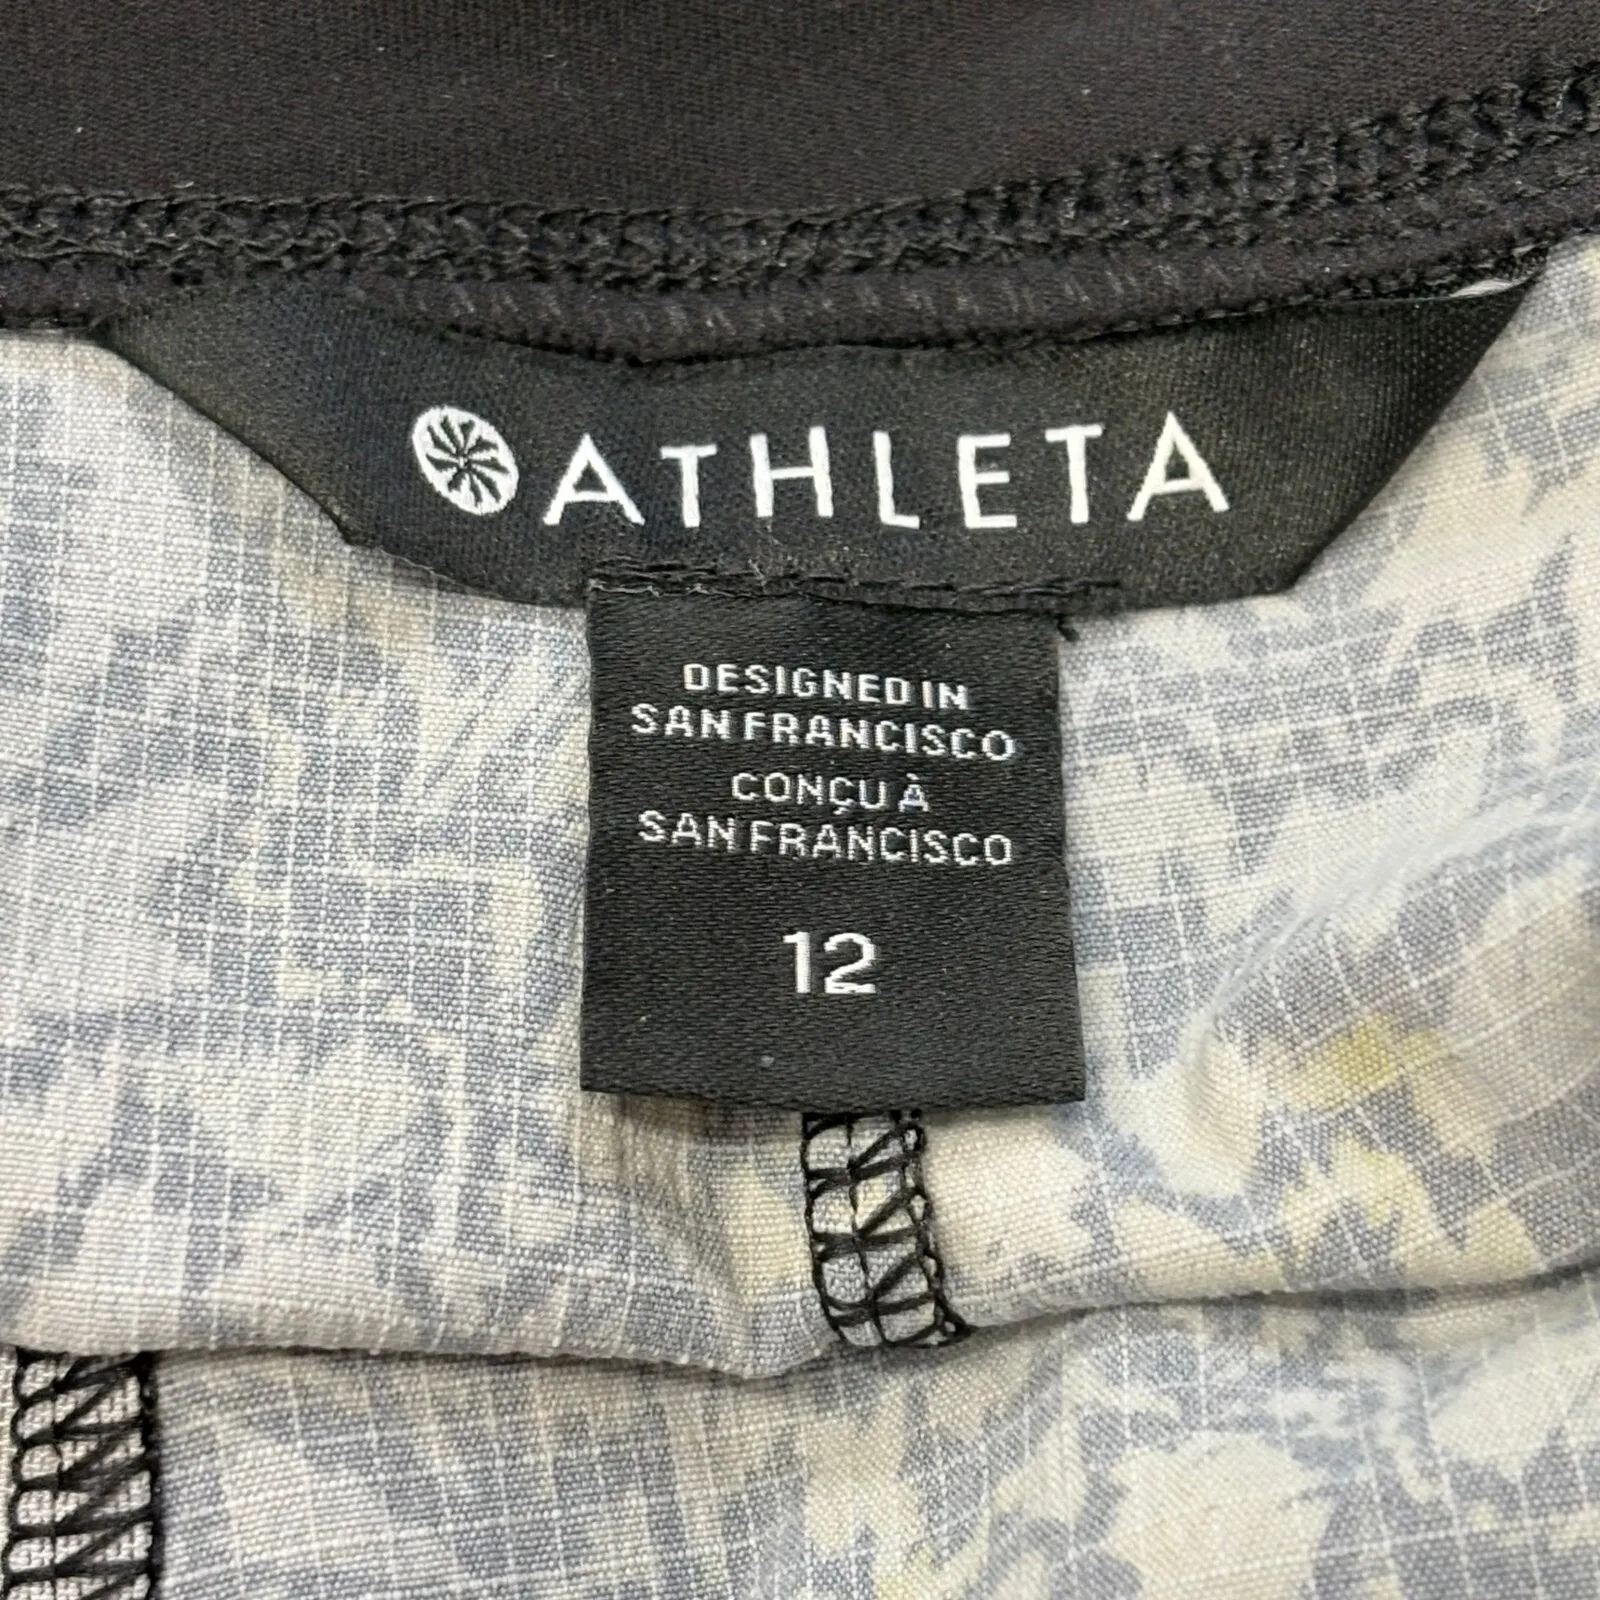 ATHLETA
DESIGNED IN
SAN FRANCISCO
CONÇU À
SAN FRANCISCO
12